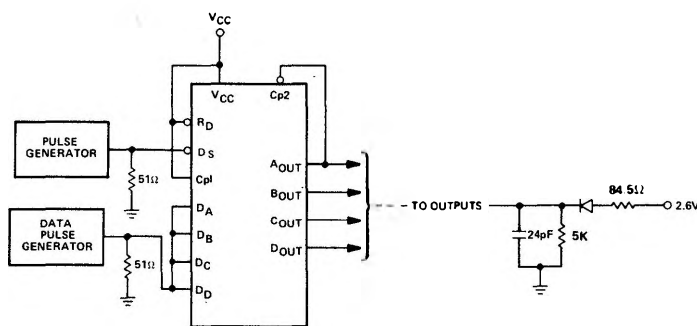 VCC
VCC
Cp2
RD
PULSE
GENERATOR
DS
51Ω
Cp1
AOUT
84.5Ω
BOUT
DA
- - - TO OUTPUTS
2.6V
DATA
PULSE
GENERATOR
DB
COUT
24pF
5K
DC
DOUT
51Ω
DD